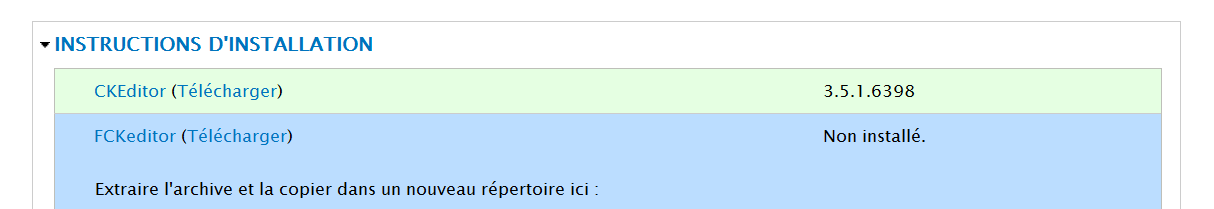 INSTRUCTIONS D'INSTALLATION
CKEditor (Télécharger) 3.5.1.6398
FCKeditor (Télécharger) Non installé.
Extraire l'archive et la copier dans un nouveau répertoire ici :